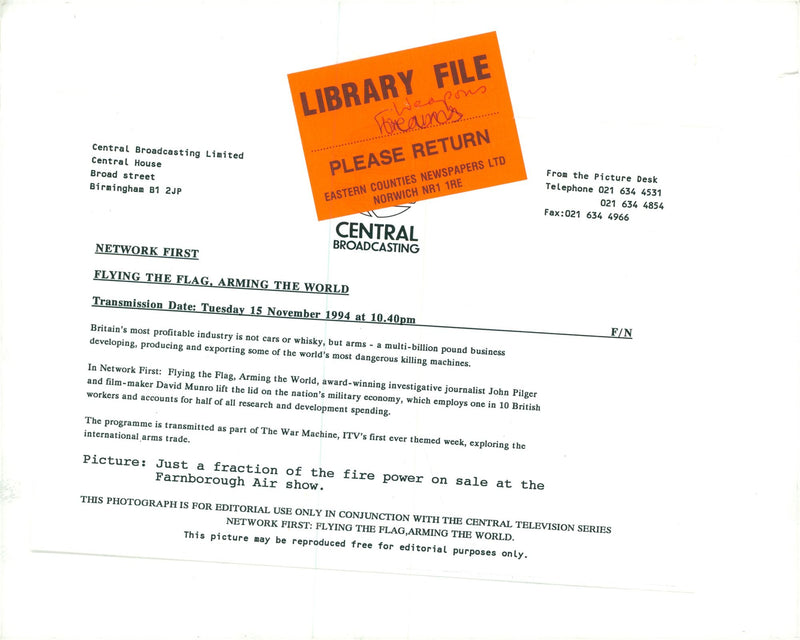 LIBRARY FILE
Weapons
Firearms
PLEASE RETURN
EASTERN COUNTIES NEWSPAPERS LTD
NORWICH NR1 1RE
Central Broadcasting Limited
Central House
Broad street
Birmingham B1 2JP
From the Picture Desk
Telephone 021 634 4531
021 634 4854
Fax:021 634 4966
CENTRAL
BROADCASTING
NETWORK FIRST
FLYING THE FLAG, ARMING THE WORLD
Transmission Date: Tuesday 15 November 1994 at 10.40pm
F/N
Britain's most profitable industry is not cars or whisky, but arms - a multi-billion pound business
developing, producing and exporting some of the world's most dangerous killing machines.
In Network First: Flying the Flag, Arming the World, award-winning investigative journalist John Pilger
and film-maker David Munro lift the lid on the nation's military economy, which employs one in 10 British
workers and accounts for half of all research and development spending.
The programme is transmitted as part of The War Machine, ITV's first ever themed week, exploring the
international arms trade.
Picture: Just a fraction of the fire power on sale at the
Farnborough Air show.
THIS PHOTOGRAPH IS FOR EDITORIAL USE ONLY IN CONJUNCTION WITH THE CENTRAL TELEVISION SERIES
NETWORK FIRST: FLYING THE FLAG,ARMING THE WORLD.
This picture may be reproduced free for editorial purposes only.